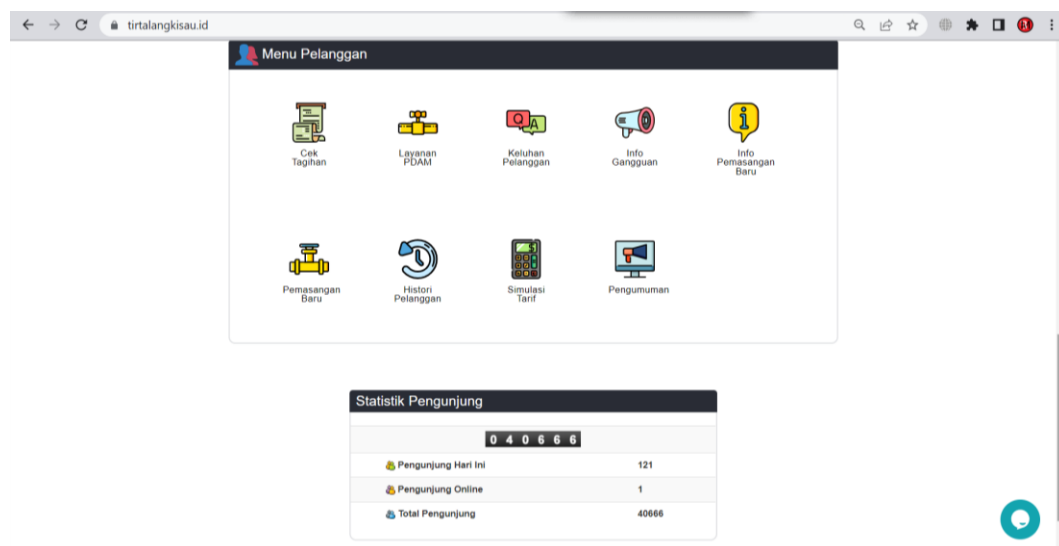 tirtalangkisau.id
Menu Pelanggan
Q A
i
Cek
Tagihan
Layanan
PDAM
Keluhan
Pelanggan
Info
Gangguan
Info
Pemasangan
Baru
Pemasangan
Baru
Histori
Pelanggan
Simulasi
Tarif
Pengumuman
Statistik Pengunjung
0 4 0 6 6 6
Pengunjung Hari Ini 121
Pengunjung Online 1
Total Pengunjung 40666